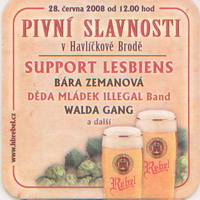 28. června 2008 od 12.00 hod
PIVNÍ SLAVNOSTI
v Havlíčkově Brodě
SUPPORT LESBIENS
BÁRA ZEMANOVÁ
DĚDA MLÁDEK ILLEGAL Band
WALDA GANG
a další
www.hbrebel.cz
Rebel
Rebel